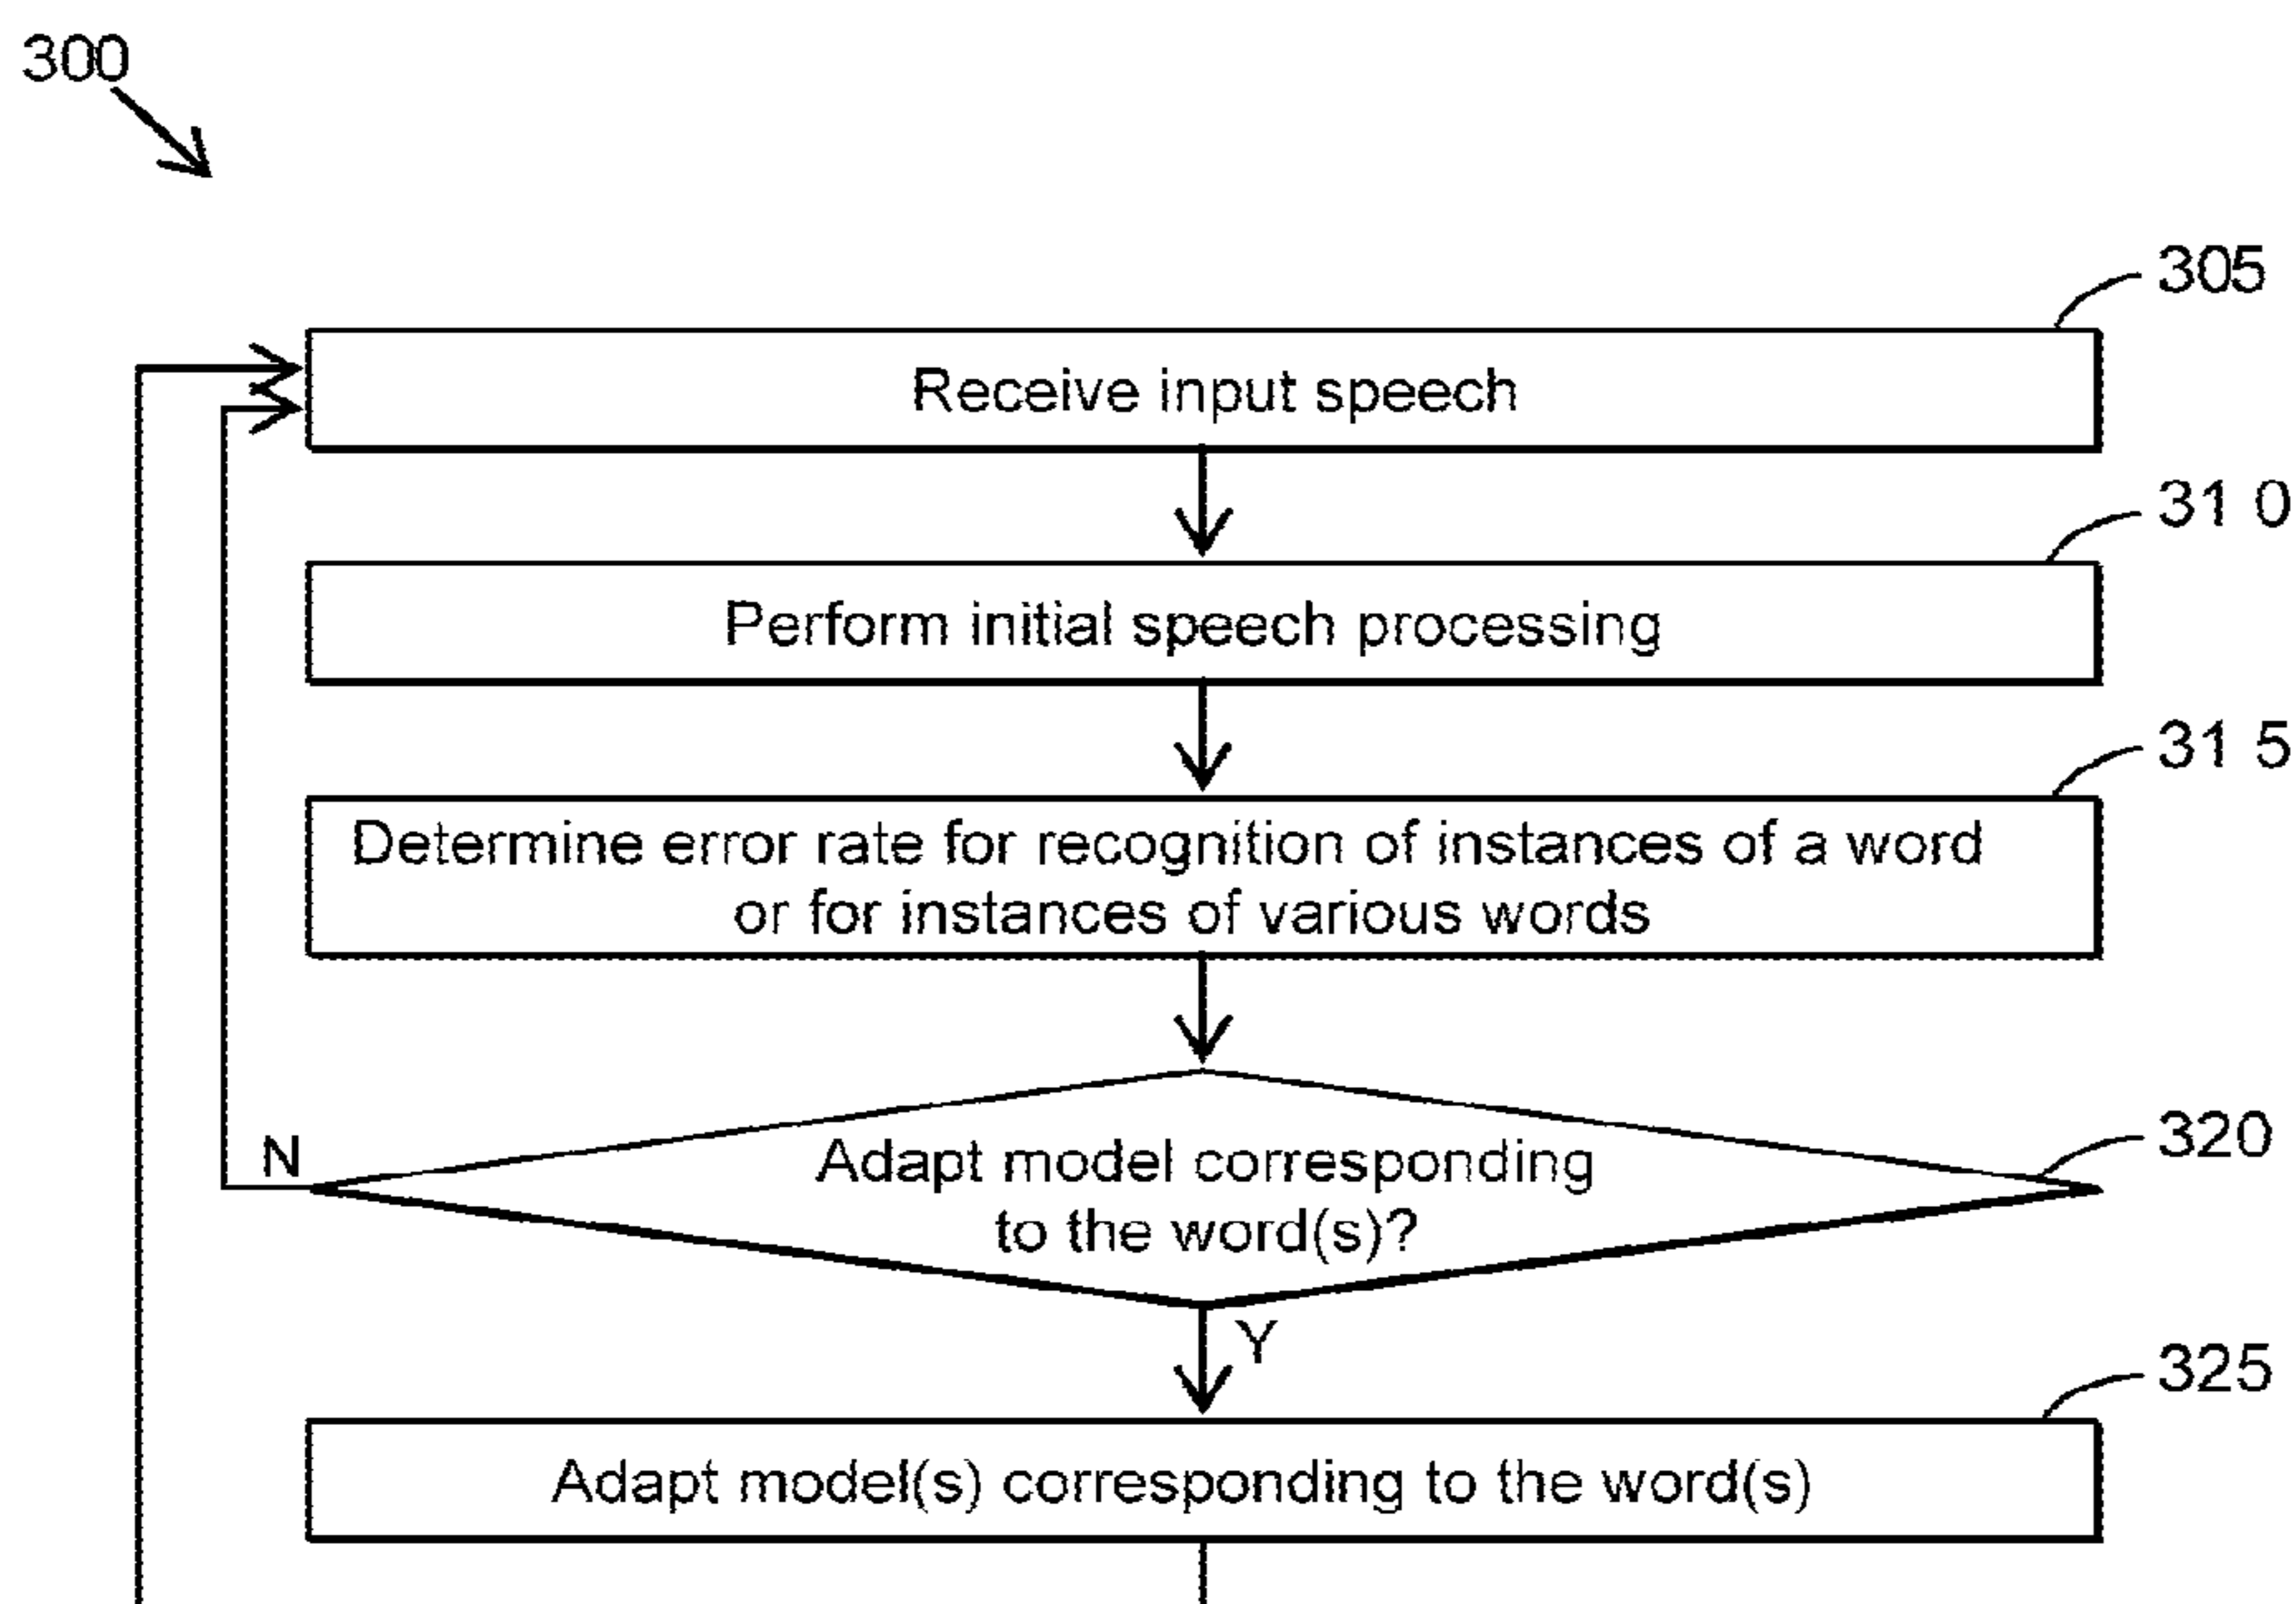 300
305
Receive input speech
31 0
Perform initial speech processing
31 5
Determine error rate for recognition of instances of a word
or for instances of various words
320
N
Adapt model corresponding
to the word(s)?
Y
325
Adapt model(s) corresponding to the word(s)